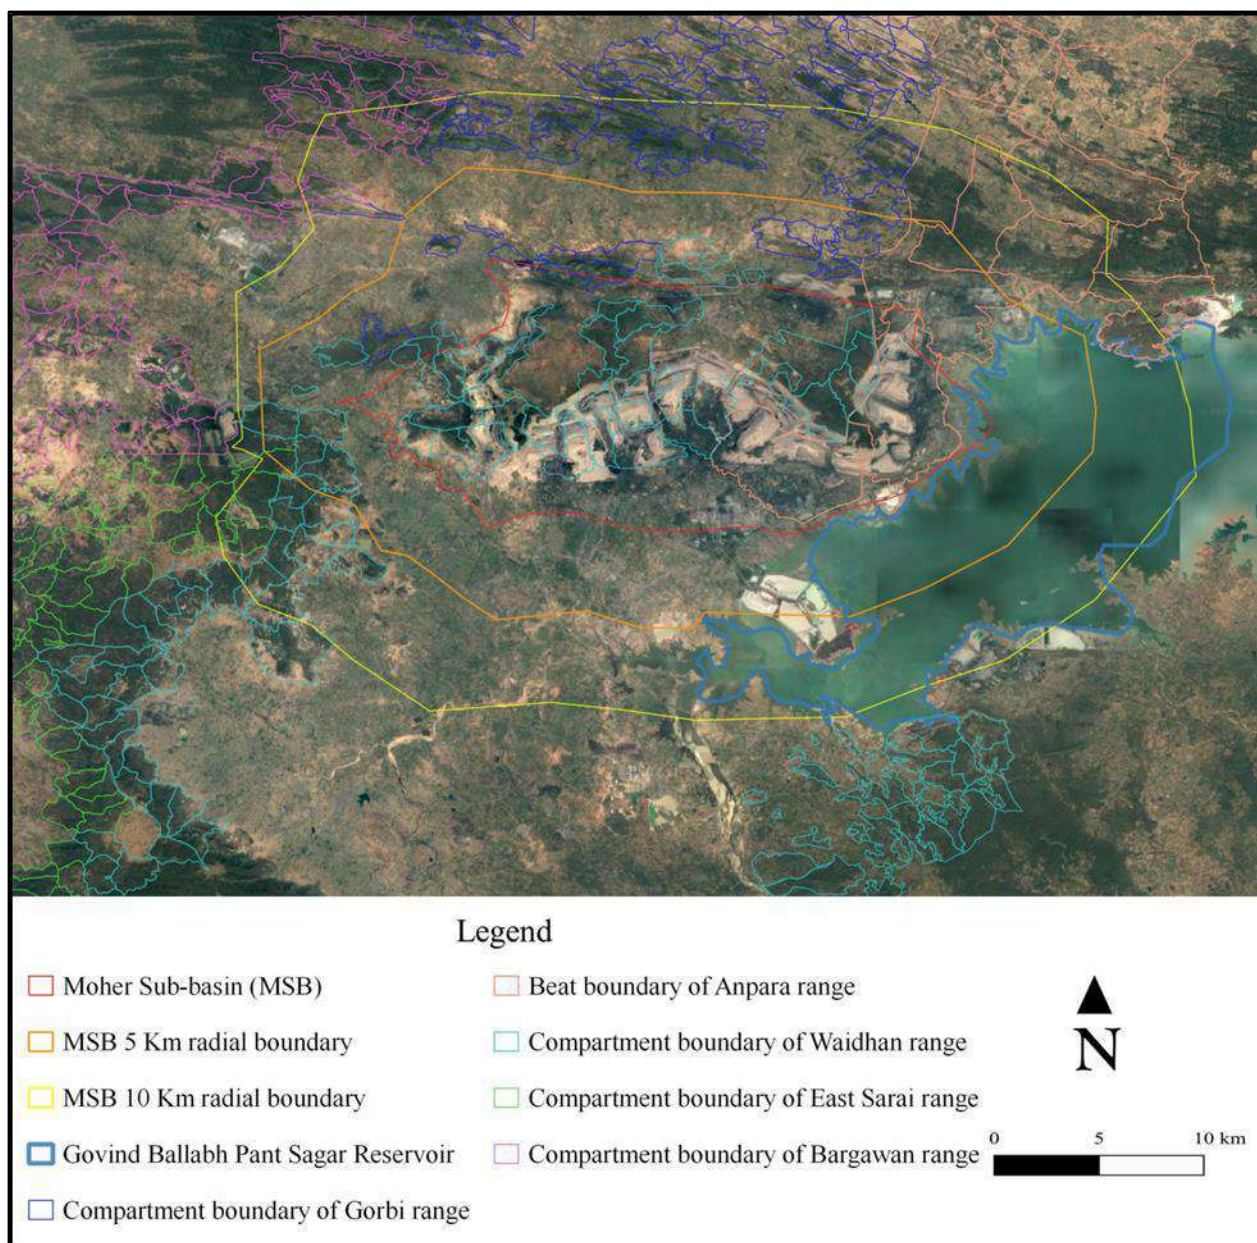 Legend
Moher Sub-basin (MSB)
MSB 5 Km radial boundary
MSB 10 Km radial boundary
Govind Ballabh Pant Sagar Reservoir
Compartment boundary of Gorbi range
Beat boundary of Anpara range
Compartment boundary of Waidhan range
Compartment boundary of East Sarai range
Compartment boundary of Bargawan range
N
0 5 10 km